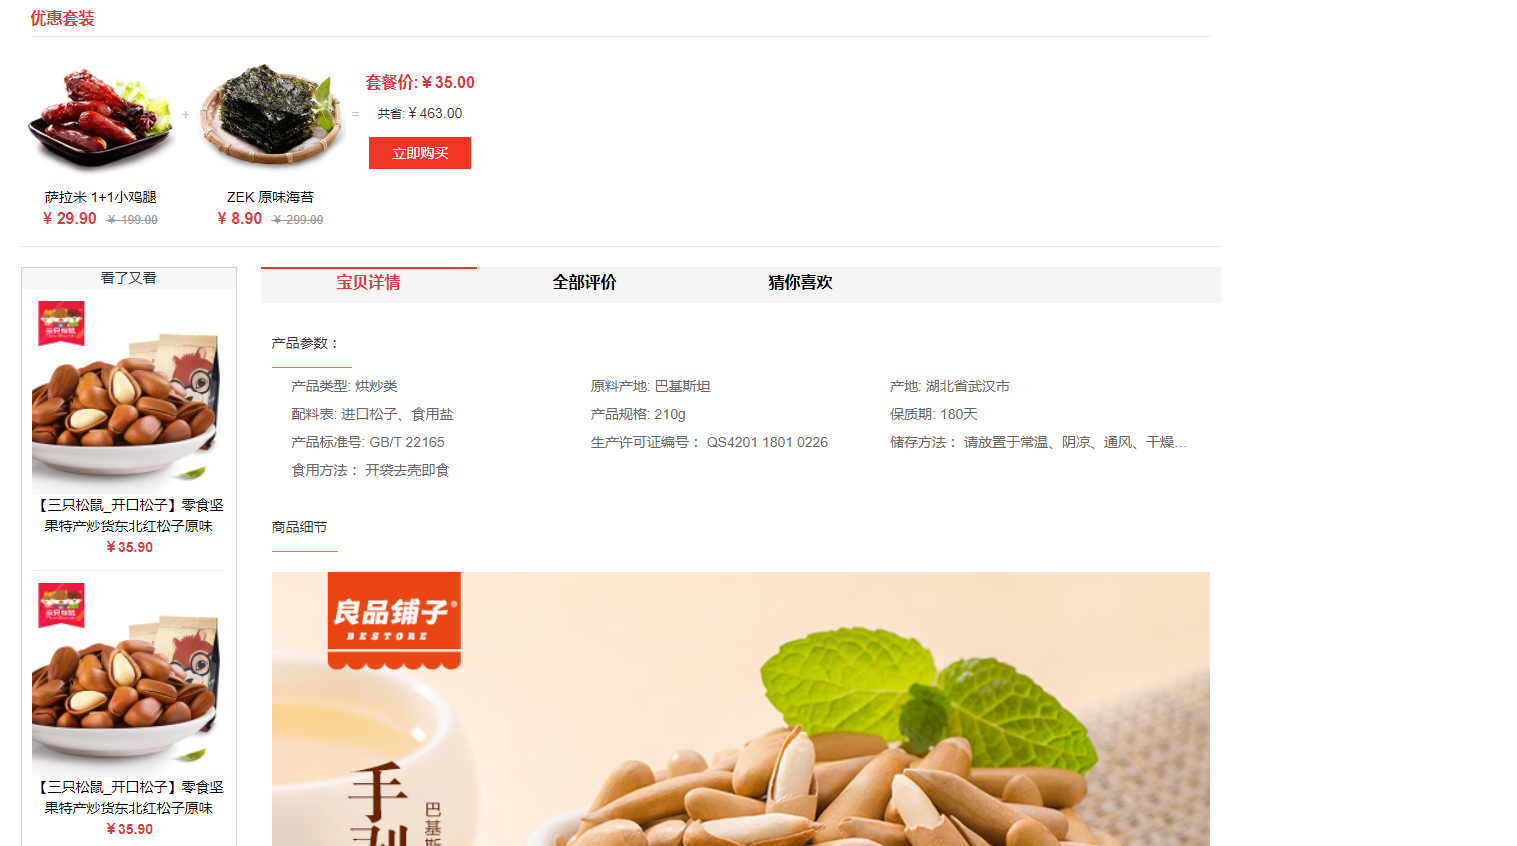 优惠套装
+
=
套餐价:￥35.00
共省:￥463.00
立即购买
萨拉米 1+1小鸡腿
¥ 29.90 ¥ 199.00
ZEK 原味海苔
¥ 8.90 ¥ 299.00
看了又看
【三只松鼠_开口松子】零食坚
果特产炒货东北红松子原味
¥35.90
【三只松鼠_开口松子】零食坚
果特产炒货东北红松子原味
¥35.90
宝贝详情 全部评价 猜你喜欢
产品参数：
产品类型: 烘炒类 原料产地: 巴基斯坦 产地: 湖北省武汉市
配料表: 进口松子、食用盐 产品规格: 210g 保质期: 180天
产品标准号: GB/T 22165 生产许可证编号： QS4201 1801 0226 储存方法： 请放置于常温、阴凉、通风、干燥...
食用方法： 开袋去壳即食
商品细节
良品铺子®
BESTORE
手
巴基